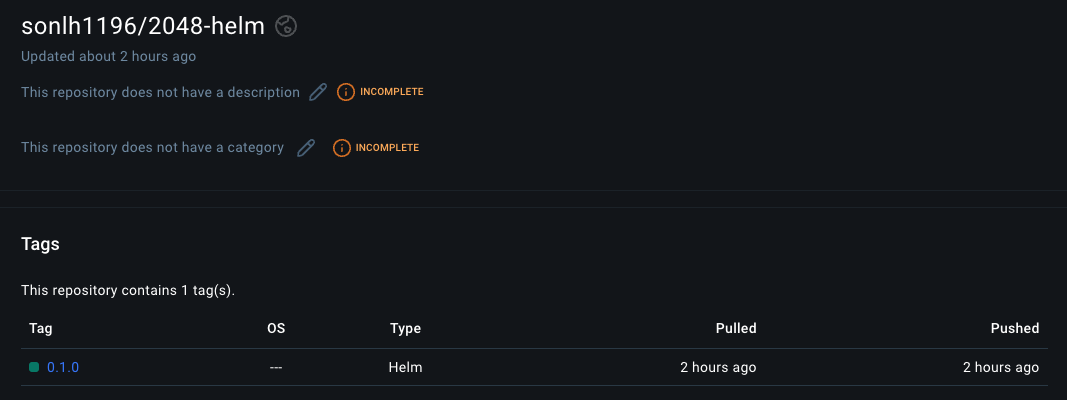 sonlh1196/2048-helm
Updated about 2 hours ago
This repository does not have a description INCOMPLETE
This repository does not have a category INCOMPLETE
Tags
This repository contains 1 tag(s).
Tag OS Type Pulled Pushed
0.1.0 --- Helm 2 hours ago 2 hours ago